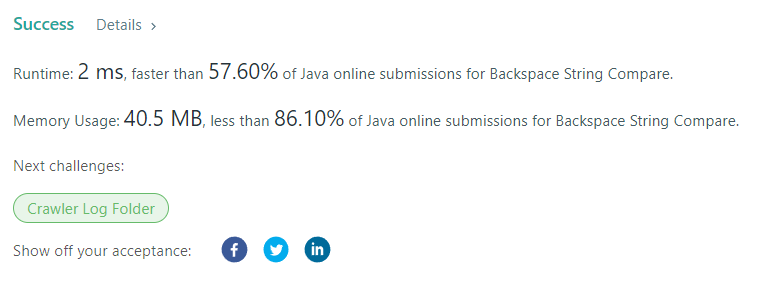 Success Details >
Runtime: 2 ms, faster than 57.60% of Java online submissions for Backspace String Compare.
Memory Usage: 40.5 MB, less than 86.10% of Java online submissions for Backspace String Compare.
Next challenges:
Crawler Log Folder
Show off your acceptance: f in